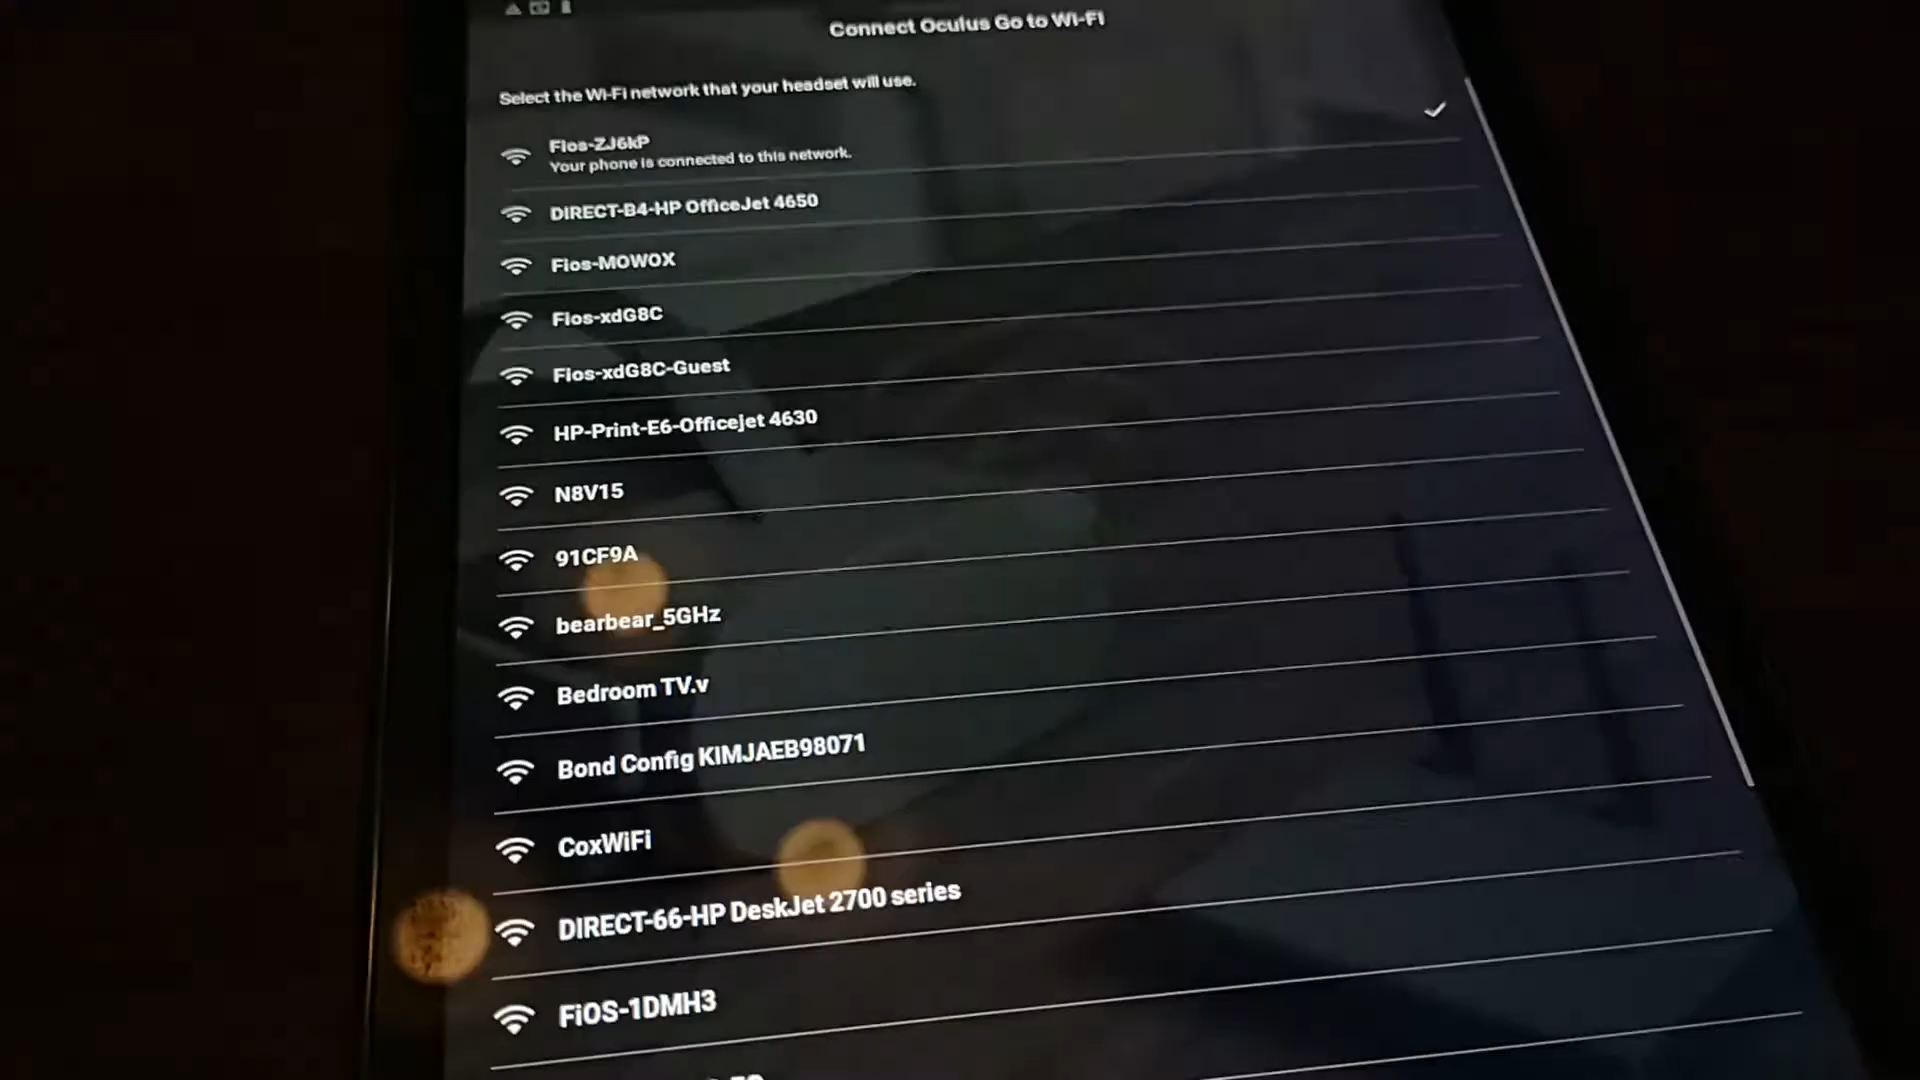 Connect Oculus Go to Wi-Fi
Select the Wi-Fi network that your headset will use.
Fios-ZJ6kP
Your phone is connected to this network.
DIRECT-B4-HP OfficeJet 4650
Fios-MOWOX
Fios-xdG8C
Fios-xdG8C-Guest
HP-Print-E6-Officejet 4630
N8V15
91CF9A
bearbear_5GHz
Bedroom TV.v
Bond Config KIMJAEB98071
CoxWiFi
DIRECT-66-HP DeskJet 2700 series
FiOS-1DMH3